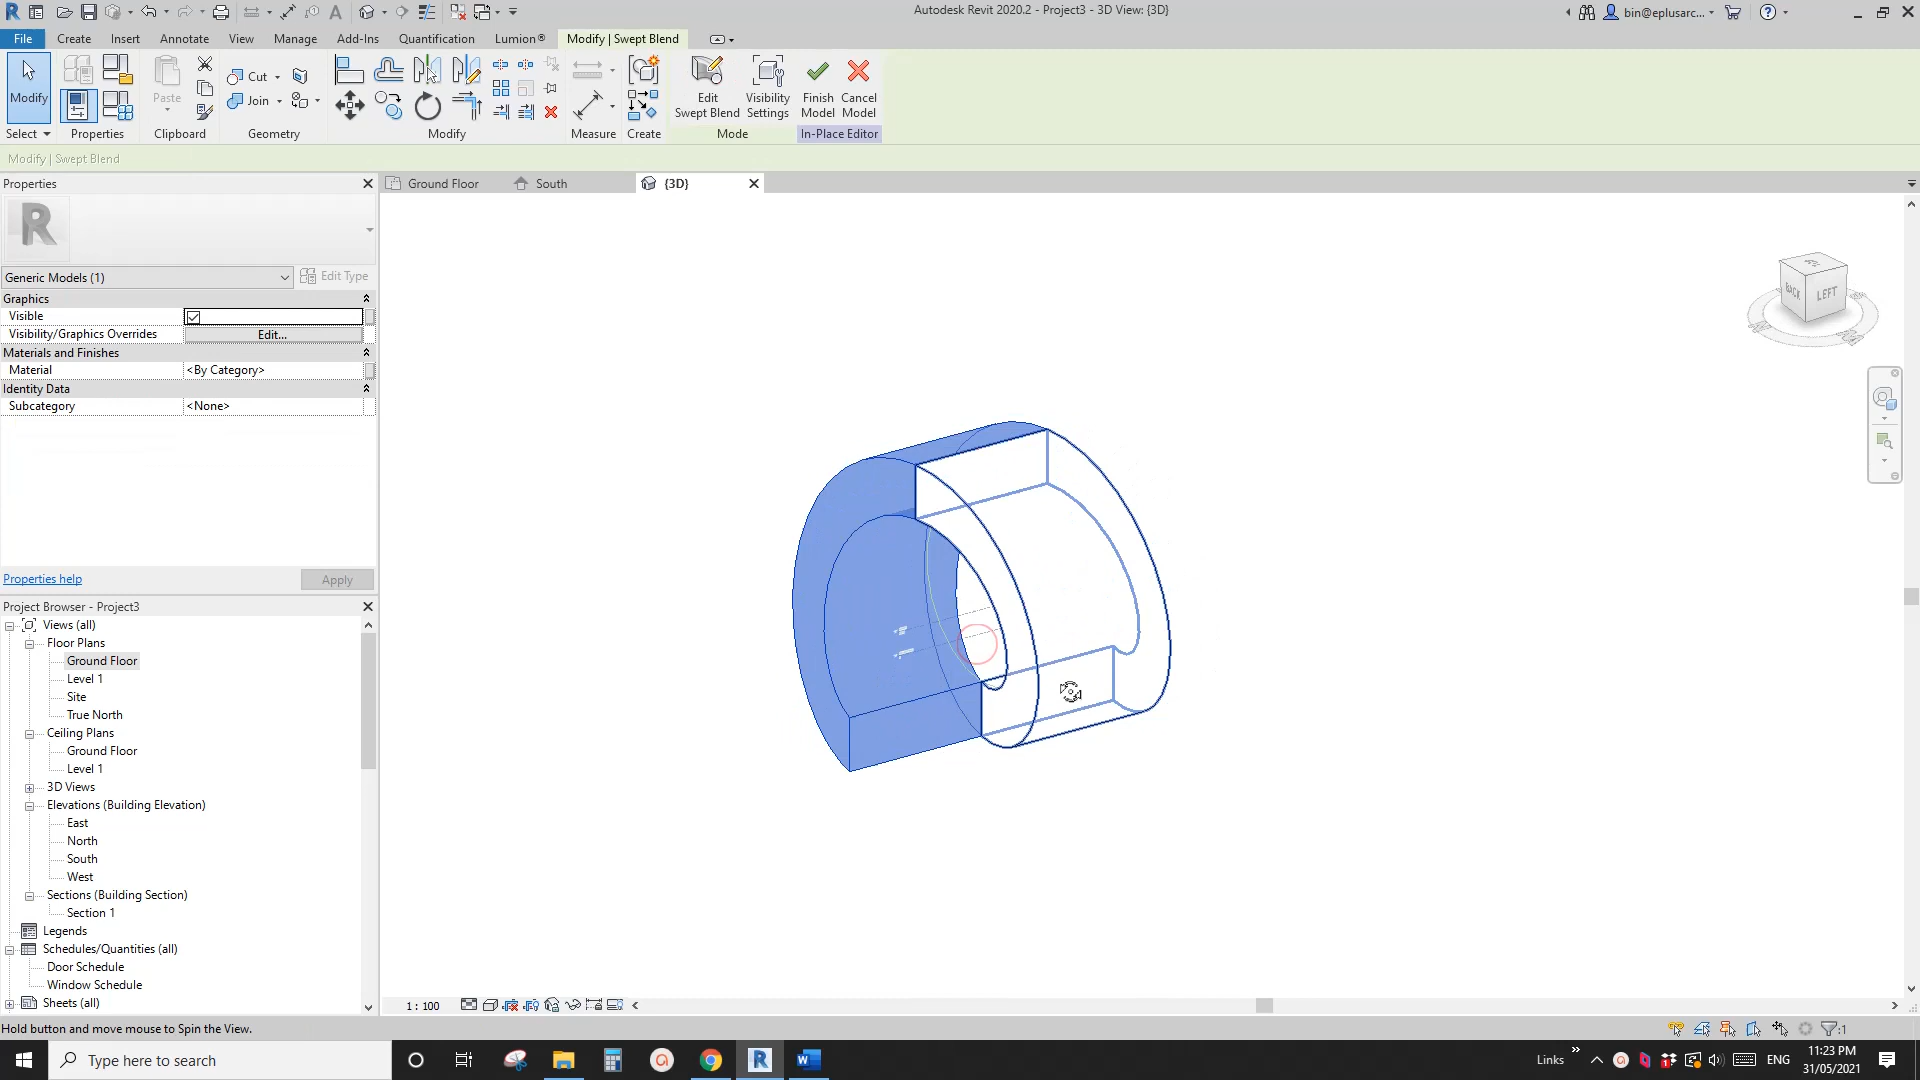 Autodesk Revit 2020.2 - Project3 - 3D View: {3D}
bin@eplusarc...
File Create Insert Annotate View Manage Add-Ins Quantification Lumion® Modify | Swept Blend
Modify
Paste
Cut
Join
Edit Swept Blend
Visibility Settings
Finish Model
Cancel Model
Select Properties Clipboard Geometry Modify Measure Create Mode In-Place Editor
Modify | Swept Blend
Properties
Ground Floor
South
{3D}
Generic Models (1)
Edit Type
Graphics
Visible
Visibility/Graphics Overrides Edit...
Materials and Finishes
Material <By Category>
Identity Data
Subcategory <None>
Properties help
Apply
BACK
LEFT
Project Browser - Project3
Views (all)
Floor Plans
Ground Floor
Level 1
Site
True North
Ceiling Plans
Ground Floor
Level 1
3D Views
Elevations (Building Elevation)
East
North
South
West
Sections (Building Section)
Section 1
Legends
Schedules/Quantities (all)
Door Schedule
Window Schedule
Sheets (all)
1 : 100
Hold button and move mouse to Spin the View.
:1
Type here to search
Links
ENG
11:23 PM
31/05/2021